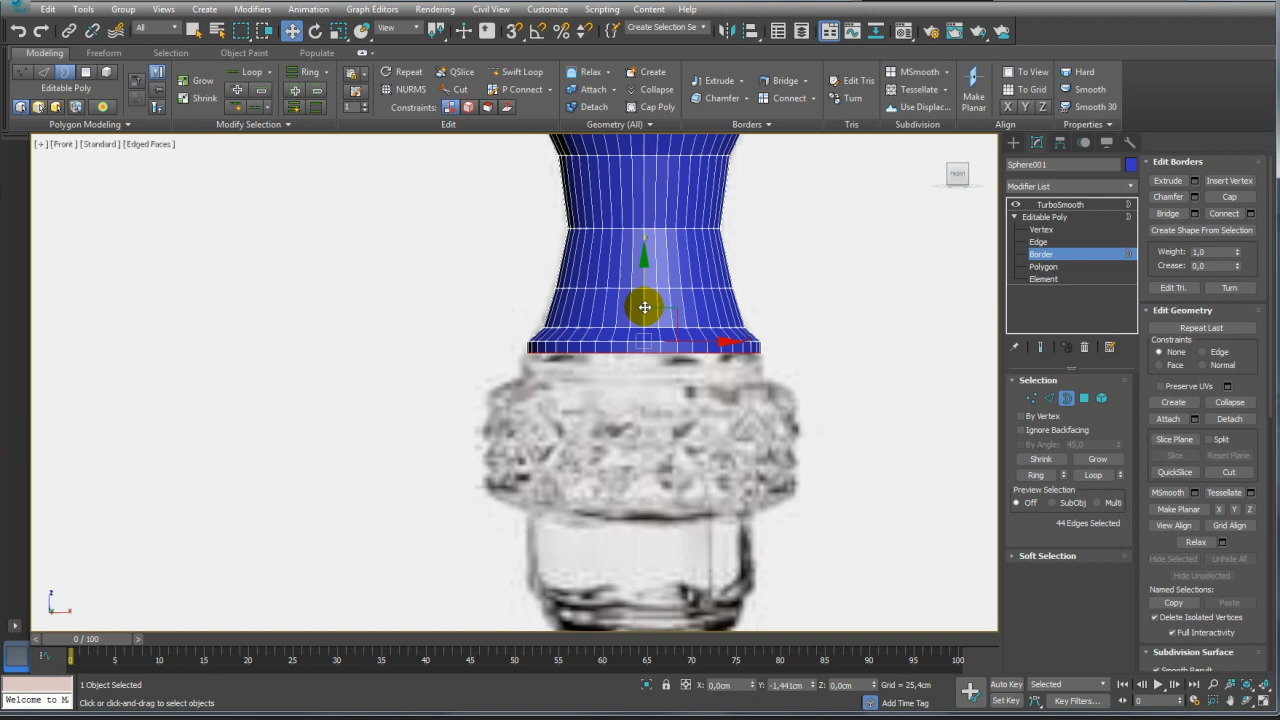 Edit Tools Group Views Create Modifiers Animation Graph Editors Rendering Civil View Customize Scripting Content Help
All View Create Selection Se
Modeling Freeform Selection Object Paint Populate
Editable Poly
Grow Shrink Loop Ring
Repeat QSlice Swift Loop
NURMS Cut P Connect
Constraints:
Relax Create
Attach Collapse
Detach Cap Poly
Extrude Bridge
Chamfer Connect
Edit Tris
Turn
MSmooth
Tessellate
Use Displac...
Make Planar
To View
To Grid
X Y Z
Hard
Smooth
Smooth 30
Polygon Modeling Modify Selection Edit Geometry (All) Borders Tris Subdivision Align Properties
[+] [Front] [Standard] [Edged Faces]
FRONT
Sphere001
Modifier List
TurboSmooth
Editable Poly
Vertex
Edge
Border
Polygon
Element
Selection
By Vertex
Ignore Backfacing
By Angle: 45,0
Shrink Grow
Ring Loop
Preview Selection
Off SubObj Multi
44 Edges Selected
Soft Selection
Edit Borders
Extrude Insert Vertex
Chamfer Cap
Bridge Connect
Create Shape From Selection
Weight: 1,0
Crease: 0,0
Edit Tri. Turn
Edit Geometry
Repeat Last
Constraints
None Edge
Face Normal
Preserve UVs
Create Collapse
Attach Detach
Slice Plane Split
Slice Reset Plane
QuickSlice Cut
MSmooth Tessellate
Make Planar X Y Z
View Align Grid Align
Relax
Hide Selected Unhide All
Hide Unselected
Named Selections:
Copy Paste
Delete Isolated Vertices
Full Interactivity
Subdivision Surface
Smooth Result
z x
0 / 100
0 5 10 15 20 25 30 35 40 45 50 55 60 65 70 75 80 85 90 95 100
1 Object Selected
X: 0,0cm Y: -1,441cm Z: 0,0cm Grid = 25,4cm
Auto Key Selected
Welcome to M
Click or click-and-drag to select objects
Add Time Tag
Set Key Key Filters... 0